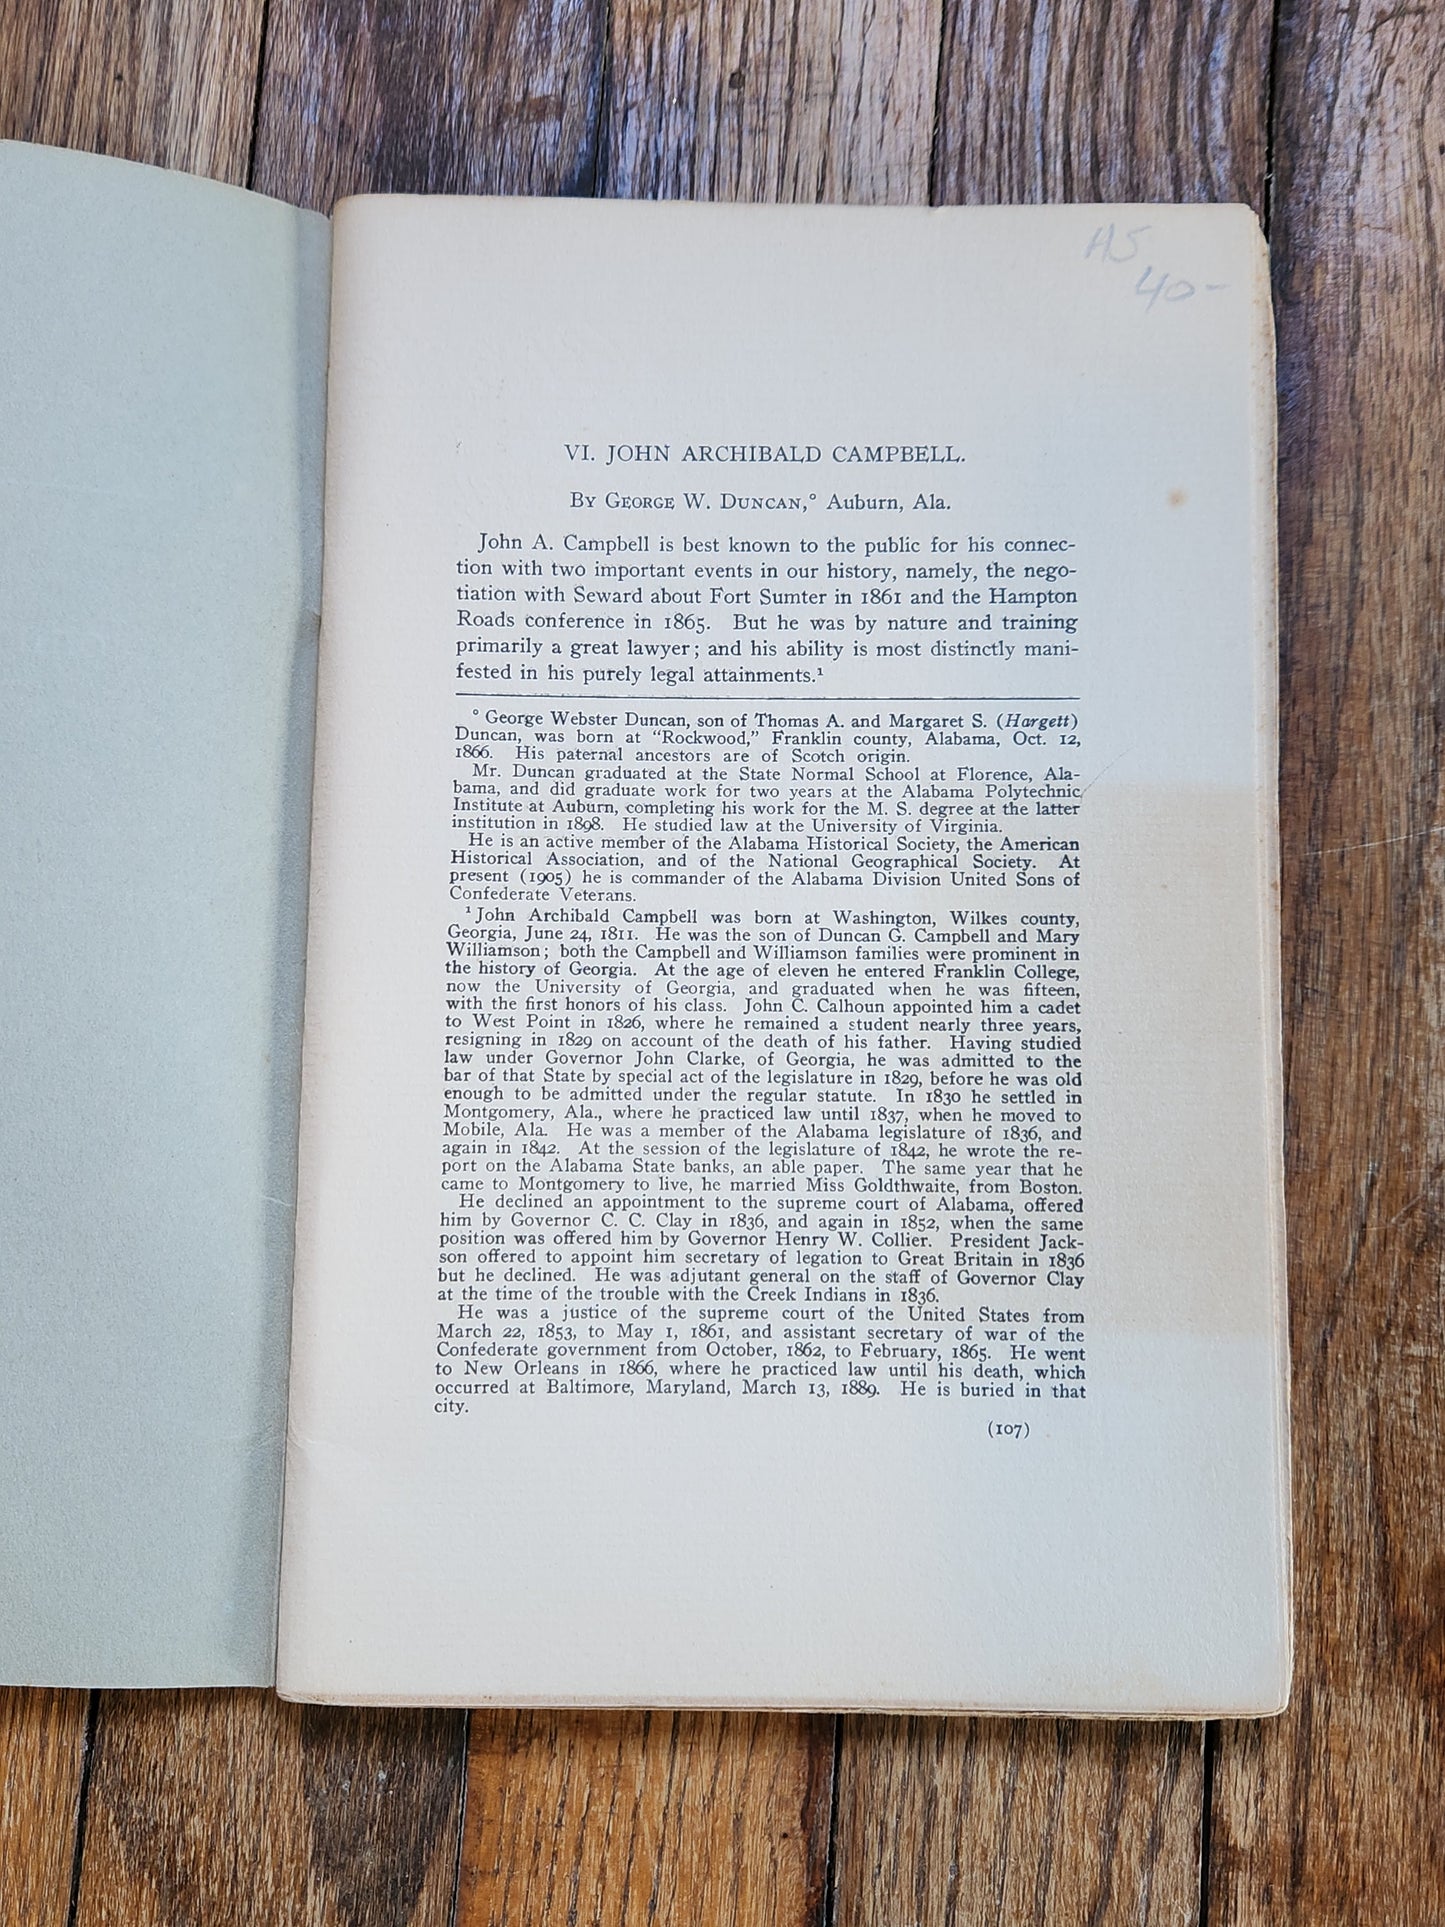 AS
40-
VI. JOHN ARCHIBALD CAMPBELL.
By George W. Duncan,° Auburn, Ala.
John A. Campbell is best known to the public for his connec-
tion with two important events in our history, namely, the nego-
tiation with Seward about Fort Sumter in 1861 and the Hampton
Roads conference in 1865. But he was by nature and training
primarily a great lawyer; and his ability is most distinctly mani-
fested in his purely legal attainments.¹
° George Webster Duncan, son of Thomas A. and Margaret S. (Hargett)
Duncan, was born at "Rockwood," Franklin county, Alabama, Oct. 12,
1866. His paternal ancestors are of Scotch origin.
Mr. Duncan graduated at the State Normal School at Florence, Ala-
bama, and did graduate work for two years at the Alabama Polytechnic
Institute at Auburn, completing his work for the M. S. degree at the latter
institution in 1898. He studied law at the University of Virginia.
He is an active member of the Alabama Historical Society, the American
Historical Association, and of the National Geographical Society. At
present (1905) he is commander of the Alabama Division United Sons of
Confederate Veterans.
¹ John Archibald Campbell was born at Washington, Wilkes county,
Georgia, June 24, 1811. He was the son of Duncan G. Campbell and Mary
Williamson; both the Campbell and Williamson families were prominent in
the history of Georgia. At the age of eleven he entered Franklin College,
now the University of Georgia, and graduated when he was fifteen,
with the first honors of his class. John C. Calhoun appointed him a cadet
to West Point in 1826, where he remained a student nearly three years,
resigning in 1829 on account of the death of his father. Having studied
law under Governor John Clarke, of Georgia, he was admitted to the
bar of that State by special act of the legislature in 1829, before he was old
enough to be admitted under the regular statute. In 1830 he settled in
Montgomery, Ala., where he practiced law until 1837, when he moved to
Mobile, Ala. He was a member of the Alabama legislature of 1836, and
again in 1842. At the session of the legislature of 1842, he wrote the re-
port on the Alabama State banks, an able paper. The same year that he
came to Montgomery to live, he married Miss Goldthwaite, from Boston.
He declined an appointment to the supreme court of Alabama, offered
him by Governor C. C. Clay in 1836, and again in 1852, when the same
position was offered him by Governor Henry W. Collier. President Jack-
son offered to appoint him secretary of legation to Great Britain in 1836
but he declined. He was adjutant general on the staff of Governor Clay
at the time of the trouble with the Creek Indians in 1836.
He was a justice of the supreme court of the United States from
March 22, 1853, to May 1, 1861, and assistant secretary of war of the
Confederate government from October, 1862, to February, 1865. He went
to New Orleans in 1866, where he practiced law until his death, which
occurred at Baltimore, Maryland, March 13, 1889. He is buried in that
city.
(107)